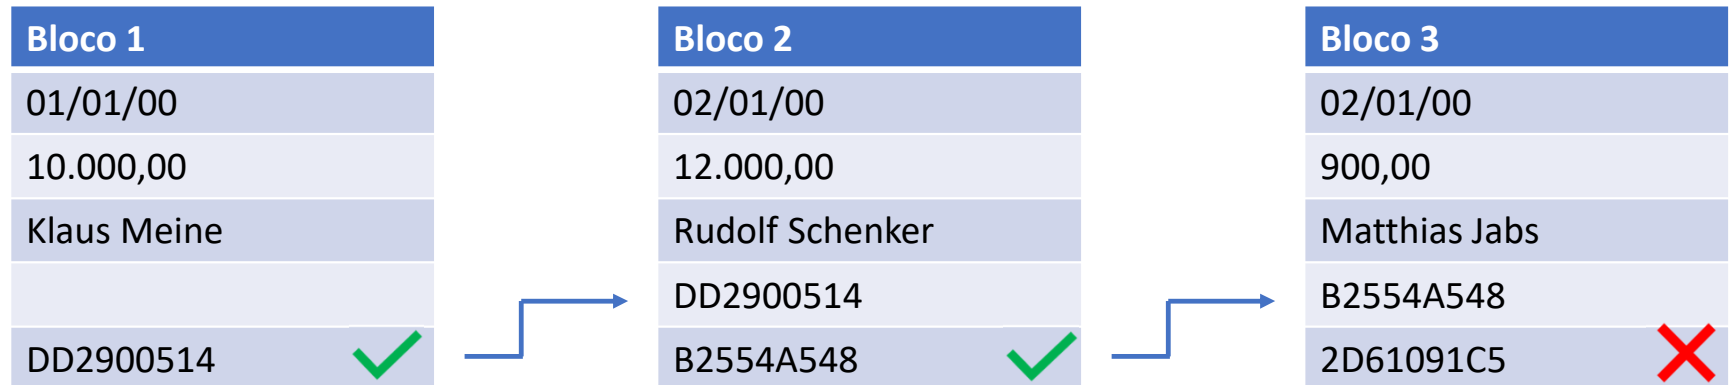 Bloco 1
01/01/00
10.000,00
Klaus Meine
DD2900514
Bloco 2
02/01/00
12.000,00
Rudolf Schenker
DD2900514
B2554A548
Bloco 3
02/01/00
900,00
Matthias Jabs
B2554A548
2D61091C5